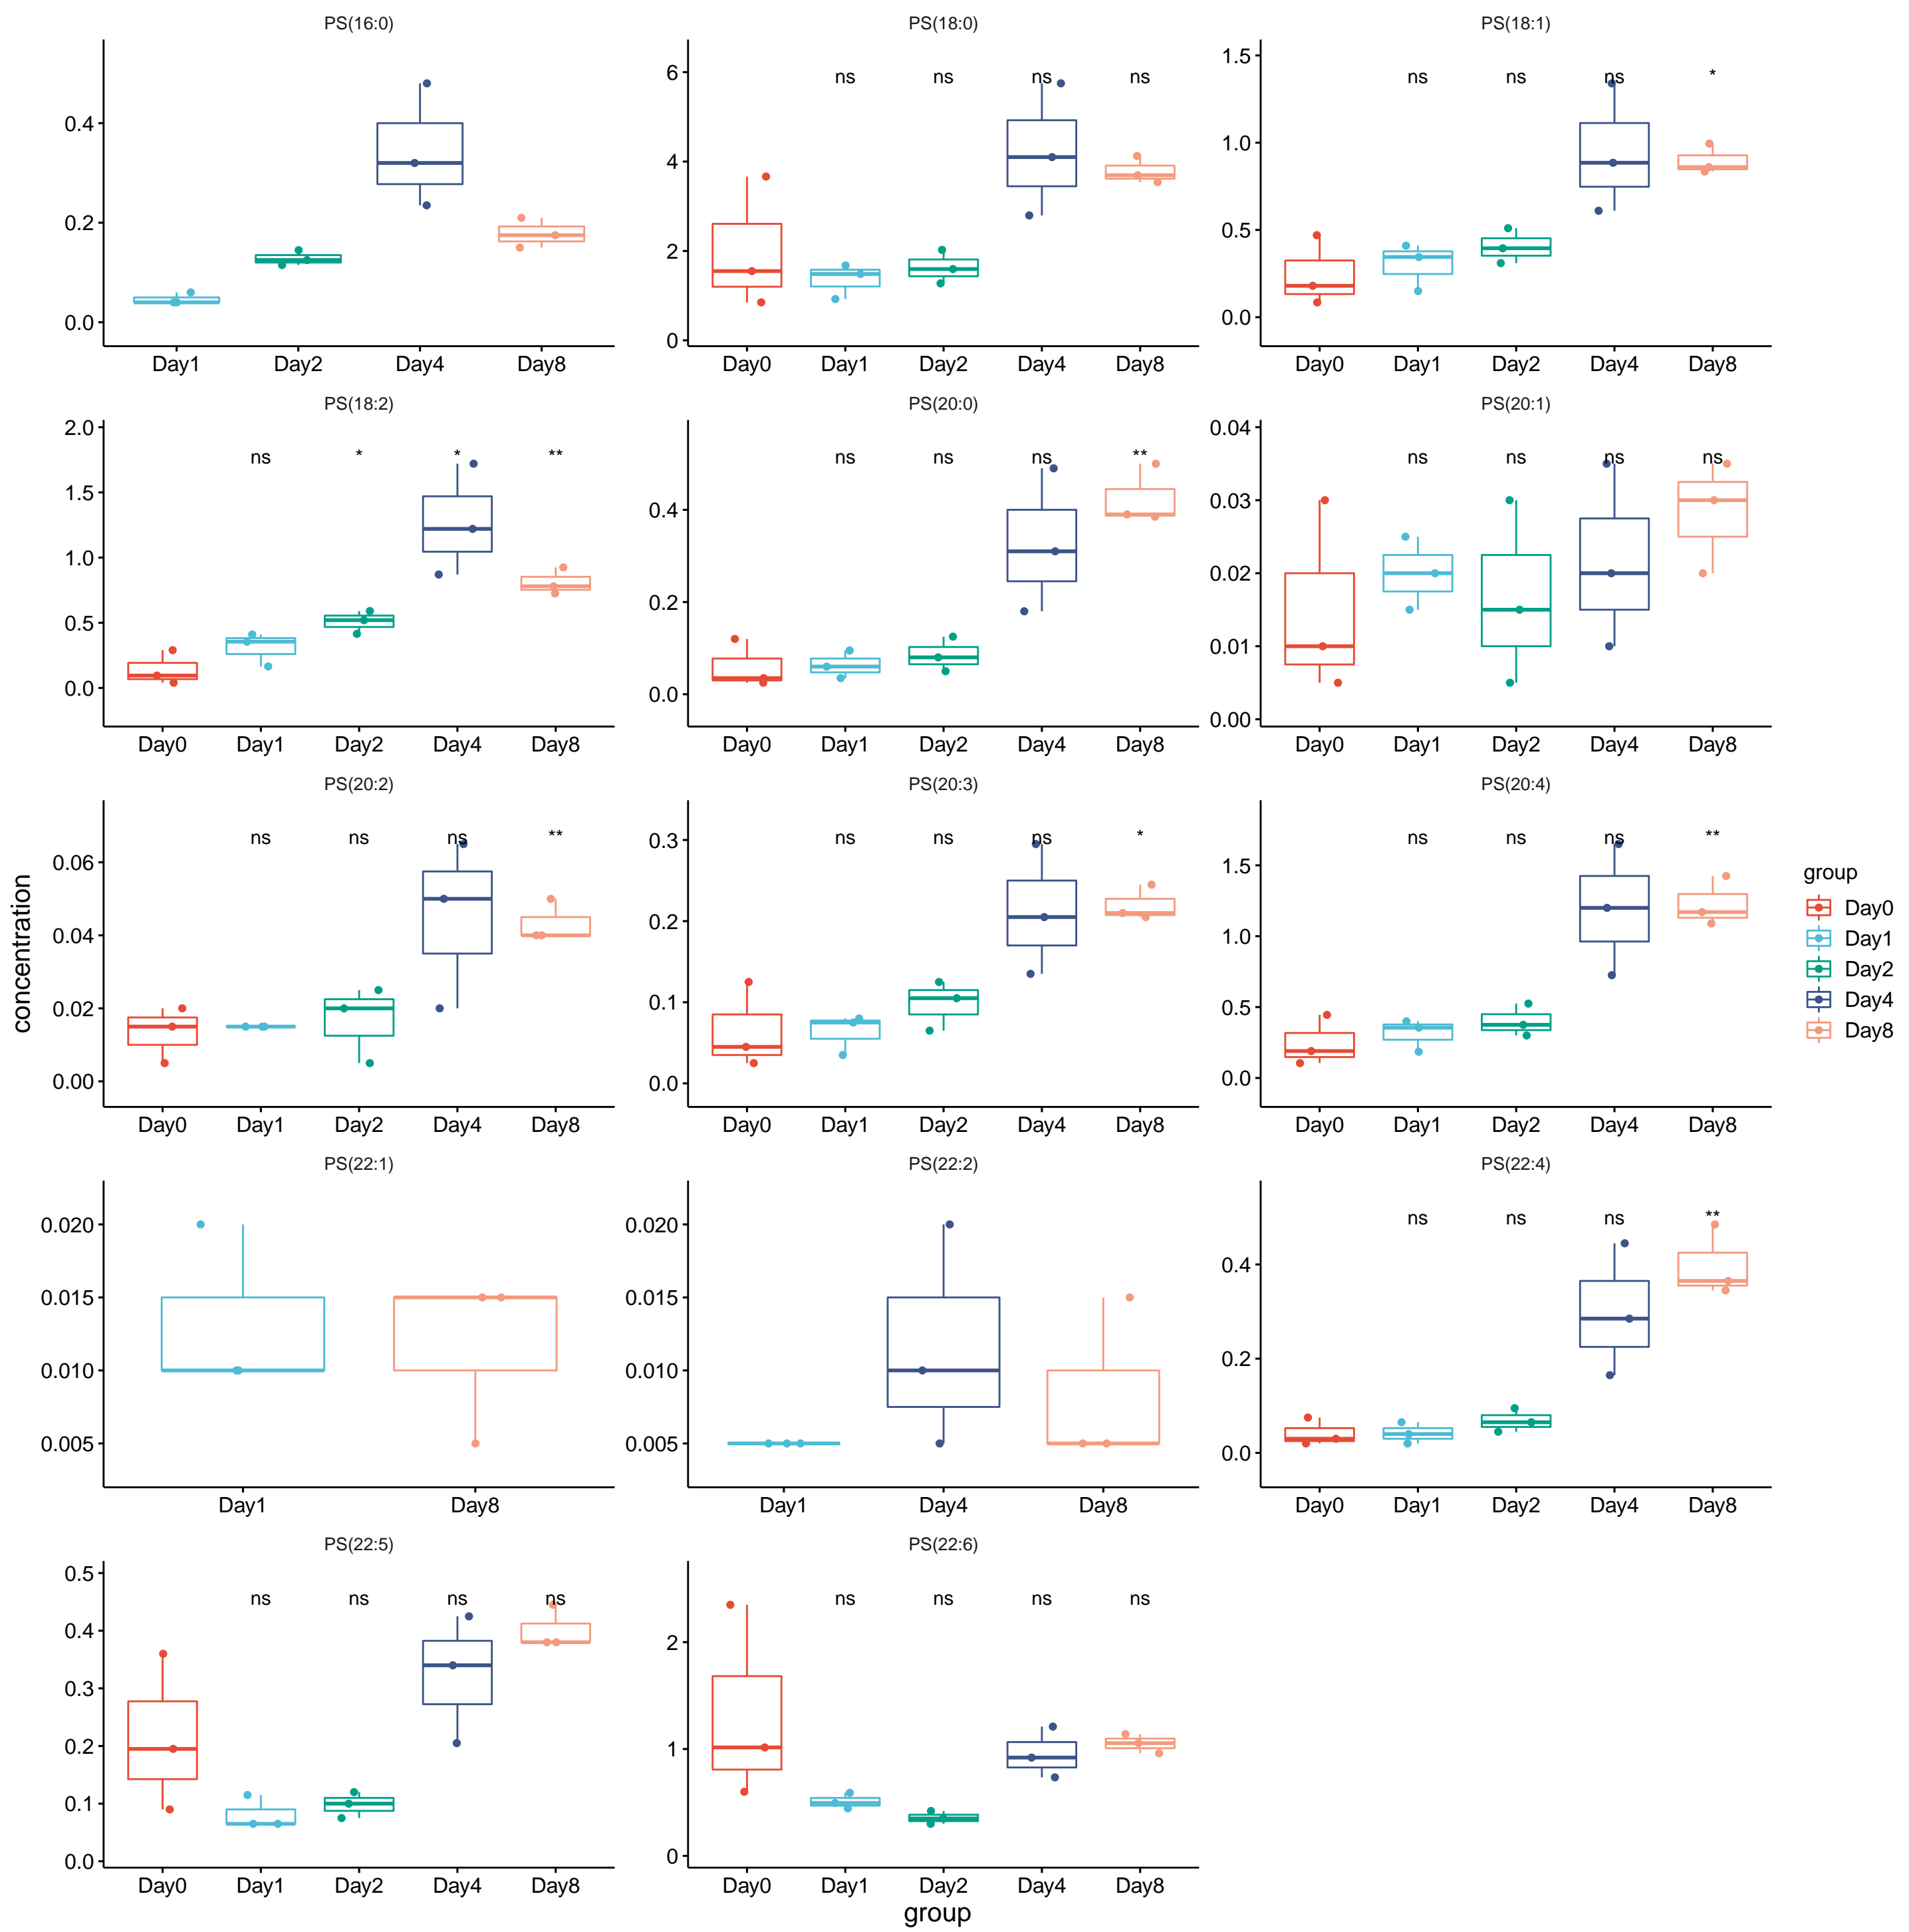 PS(16:0) PS(18:0) PS(18:1)
0.4
0.2
0.0
Day1 Day2 Day4 Day8
ns ns ns ns
6
4
2
0
Day0 Day1 Day2 Day4 Day8
ns ns ns *
1.5
1.0
0.5
0.0
Day0 Day1 Day2 Day4 Day8
PS(18:2) PS(20:0) PS(20:1)
ns * * **
2.0
1.5
1.0
0.5
0.0
Day0 Day1 Day2 Day4 Day8
ns ns ns **
0.4
0.2
0.0
Day0 Day1 Day2 Day4 Day8
ns ns ns ns
0.04
0.03
0.02
0.01
0.00
Day0 Day1 Day2 Day4 Day8
PS(20:2) PS(20:3) PS(20:4)
ns ns ns **
0.06
0.04
0.02
0.00
Day0 Day1 Day2 Day4 Day8
ns ns ns *
0.3
0.2
0.1
0.0
Day0 Day1 Day2 Day4 Day8
ns ns ns **
1.5
1.0
0.5
0.0
Day0 Day1 Day2 Day4 Day8
PS(22:1) PS(22:2) PS(22:4)
0.020
0.015
0.010
0.005
Day1 Day8
0.020
0.015
0.010
0.005
Day1 Day4 Day8
ns ns ns **
0.4
0.2
0.0
Day0 Day1 Day2 Day4 Day8
PS(22:5) PS(22:6)
ns ns ns ns
0.5
0.4
0.3
0.2
0.1
0.0
Day0 Day1 Day2 Day4 Day8
ns ns ns ns
2
1
0
Day0 Day1 Day2 Day4 Day8
concentration
group
group
Day0
Day1
Day2
Day4
Day8